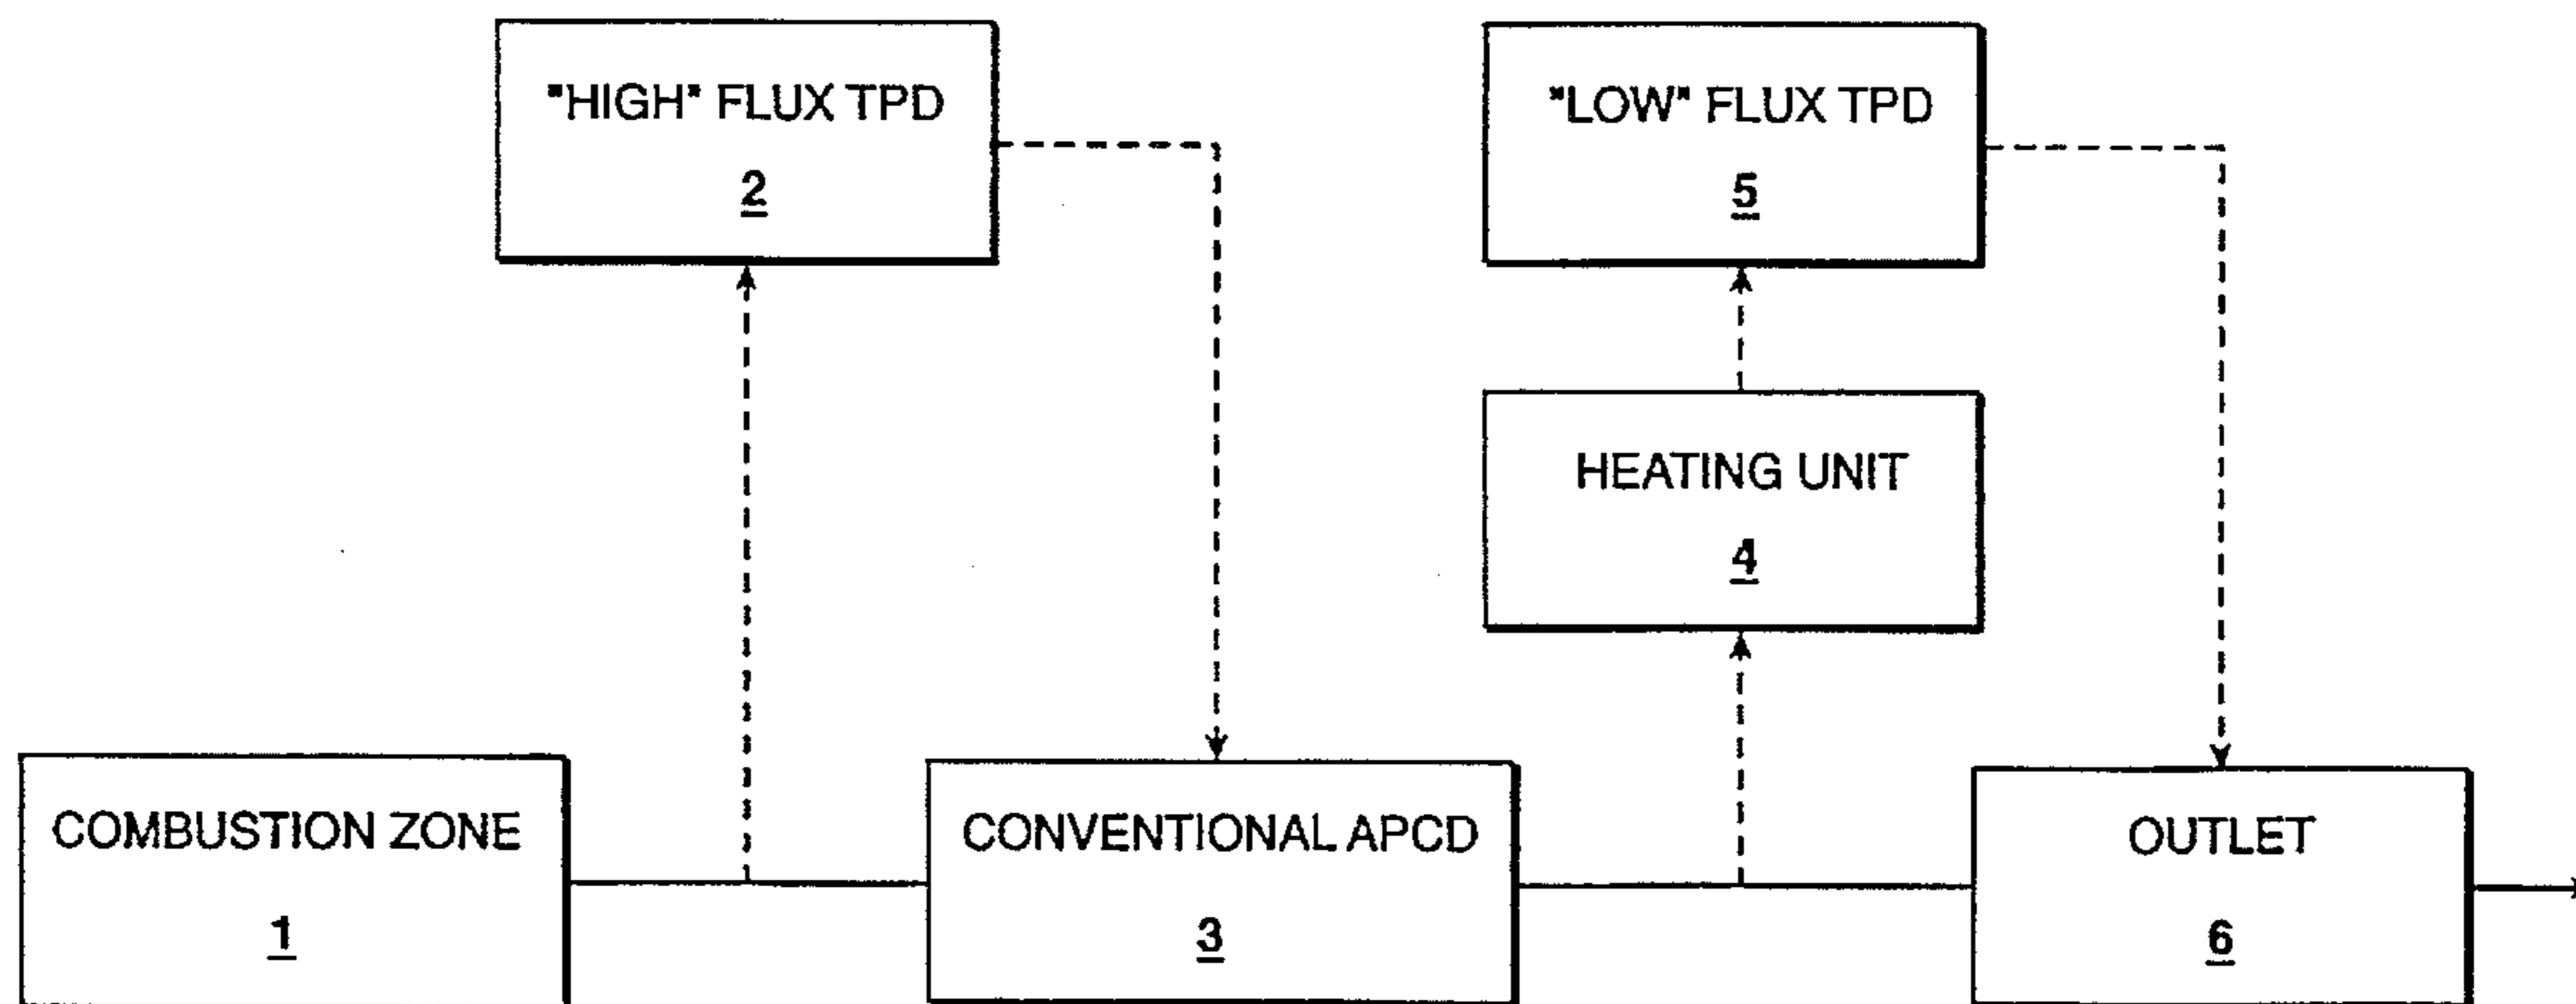 "HIGH" FLUX TPD
2
"LOW" FLUX TPD
5
HEATING UNIT
4
COMBUSTION ZONE
1
CONVENTIONAL APCD
3
OUTLET
6